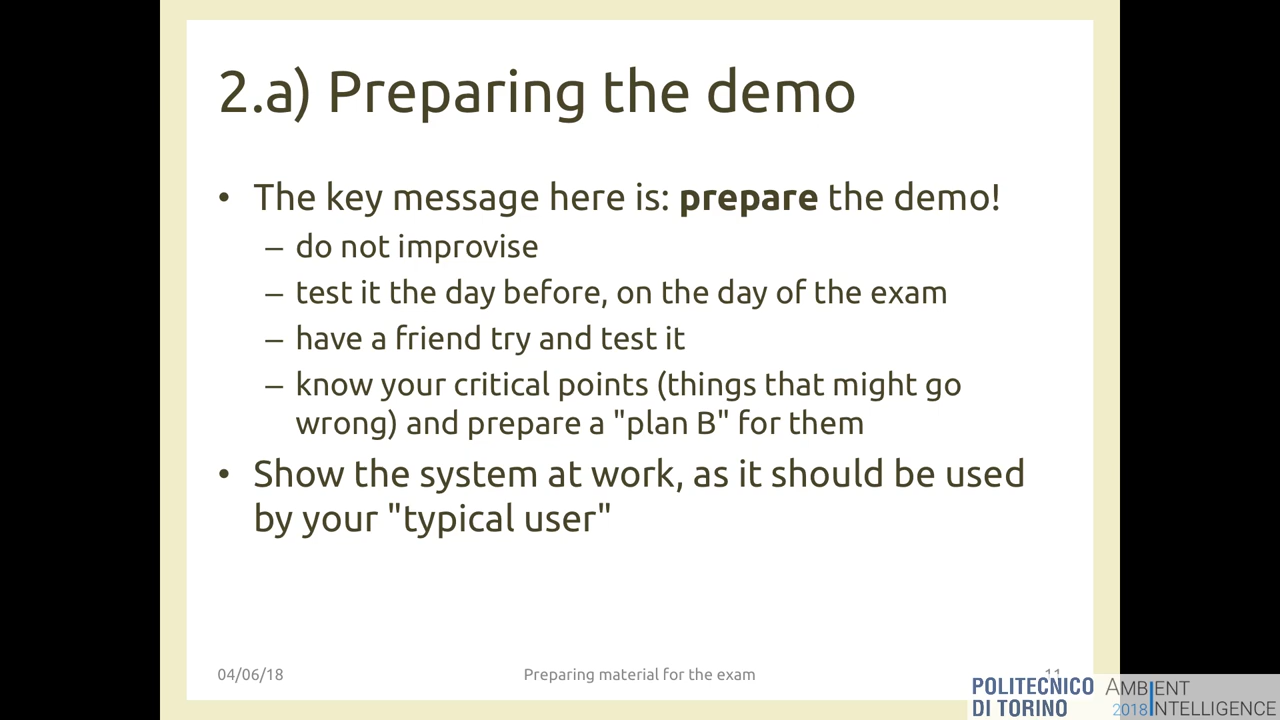 2.a) Preparing the demo
• The key message here is: prepare the demo!
– do not improvise
– test it the day before, on the day of the exam
– have a friend try and test it
– know your critical points (things that might go
wrong) and prepare a "plan B" for them
• Show the system at work, as it should be used
by your "typical user"
04/06/18
Preparing material for the exam
11
POLITECNICO
DI TORINO
AMBIENT
2018 INTELLIGENCE